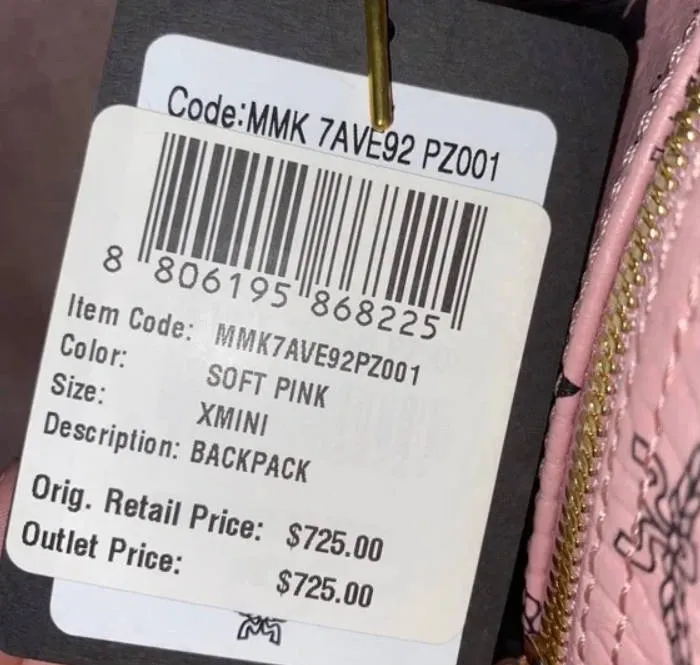 Code:MMK 7AVE92 PZ001
8 806195 868225
Item Code: MMK7AVE92PZ001
Color: SOFT PINK
Size: XMINI
Description: BACKPACK
Orig. Retail Price: $725.00
Outlet Price: $725.00